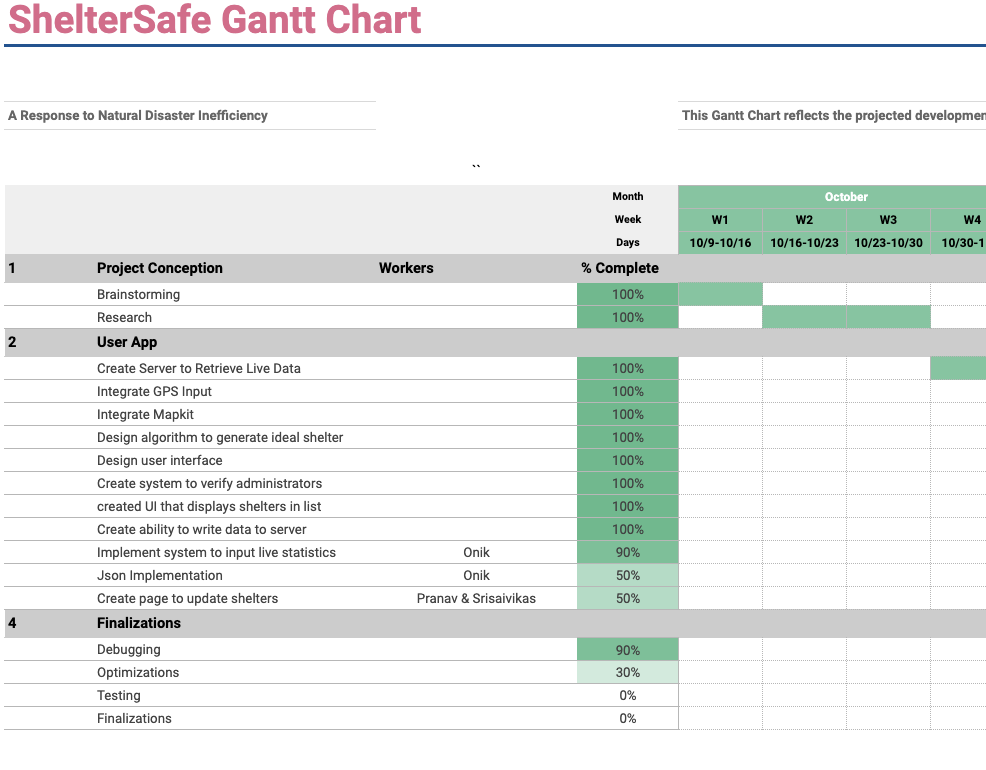 ShelterSafe Gantt Chart
A Response to Natural Disaster Inefficiency
This Gantt Chart reflects the projected
``
Month October
Week W1 W2 W3 W4
Days 10/9-10/16 10/16-10/23 10/23-10/30 10/30-1
1 Project Conception Workers % Complete
Brainstorming 100%
Research 100%
2 User App
Create Server to Retrieve Live Data 100%
Integrate GPS Input 100%
Integrate Mapkit 100%
Design algorithm to generate ideal shelter 100%
Design user interface 100%
Create system to verify administrators 100%
created UI that displays shelters in list 100%
Create ability to write data to server 100%
Implement system to input live statistics Onik 90%
Json Implementation Onik 50%
Create page to update shelters Pranav & Srisaivikas 50%
4 Finalizations
Debugging 90%
Optimizations 30%
Testing 0%
Finalizations 0%